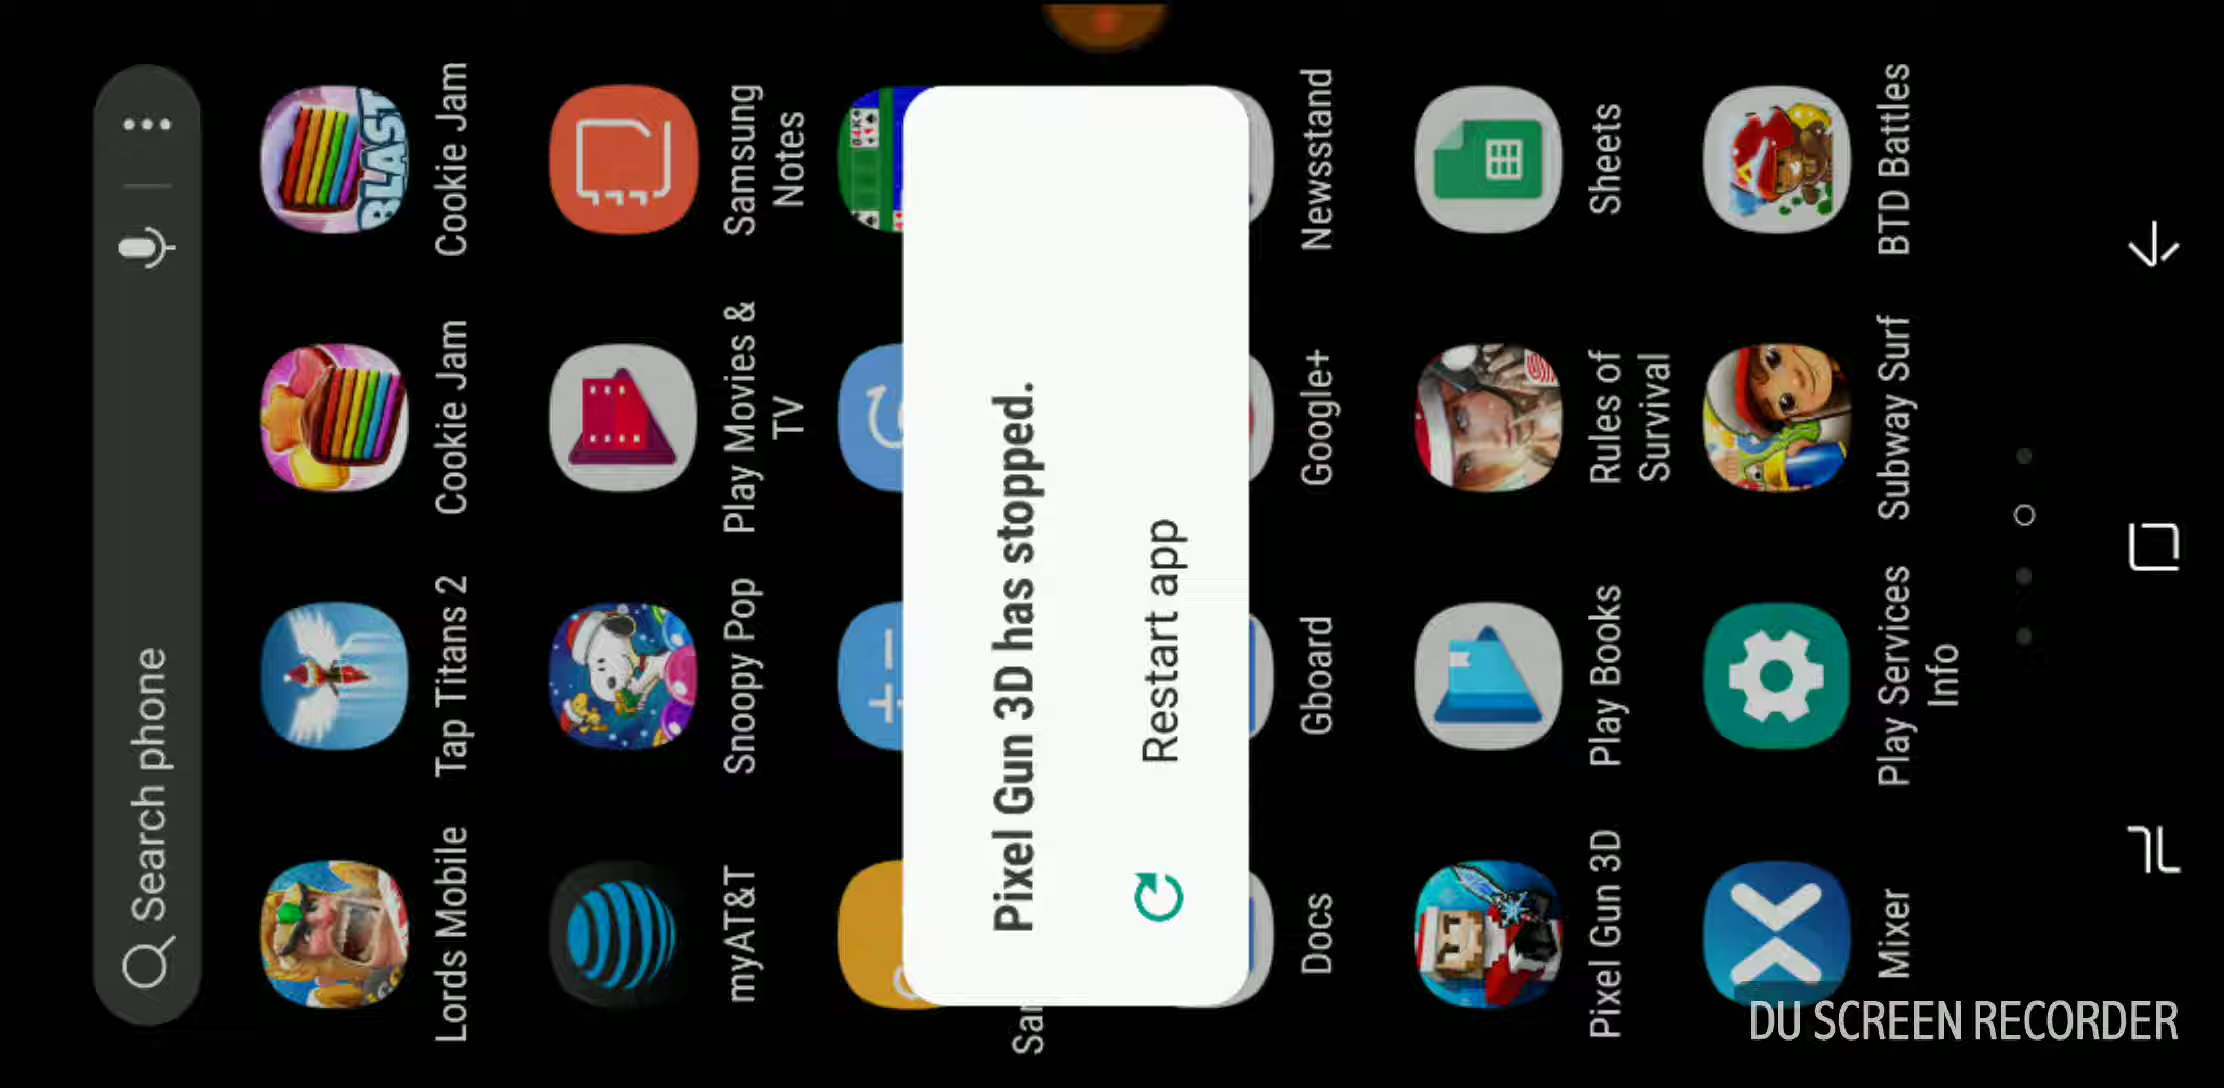 Search phone
Lords Mobile
Tap Titans 2
Cookie Jam
Cookie Jam
BLAST
myAT&T
Snoopy Pop
Play Movies &
TV
Samsung
Notes
Pixel Gun 3D has stopped.
Restart app
Docs
Gboard
Google+
Newsstand
Pixel Gun 3D
Play Books
Rules of
Survival
Sheets
Mixer
Play Services
Info
Subway Surf
BTD Battles
DU SCREEN RECORDER